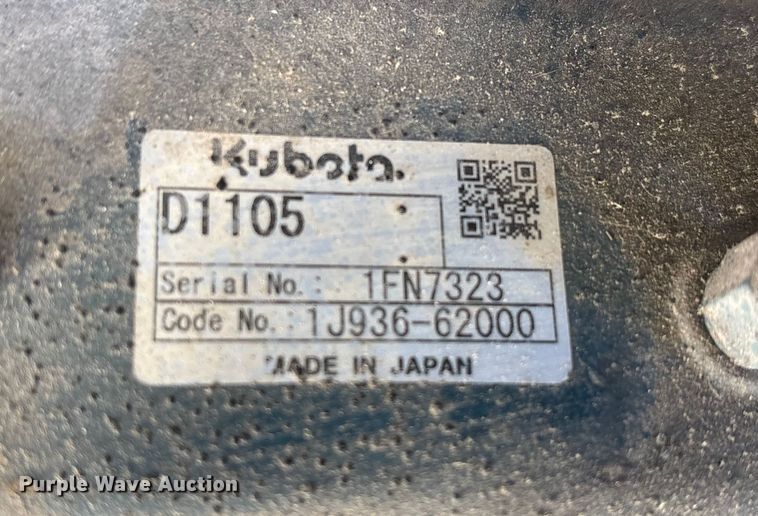 Kubota.
D1105
Serial No.: 1FN7323
Code No.: 1J936-62000
MADE IN JAPAN
Purple Wave Auction